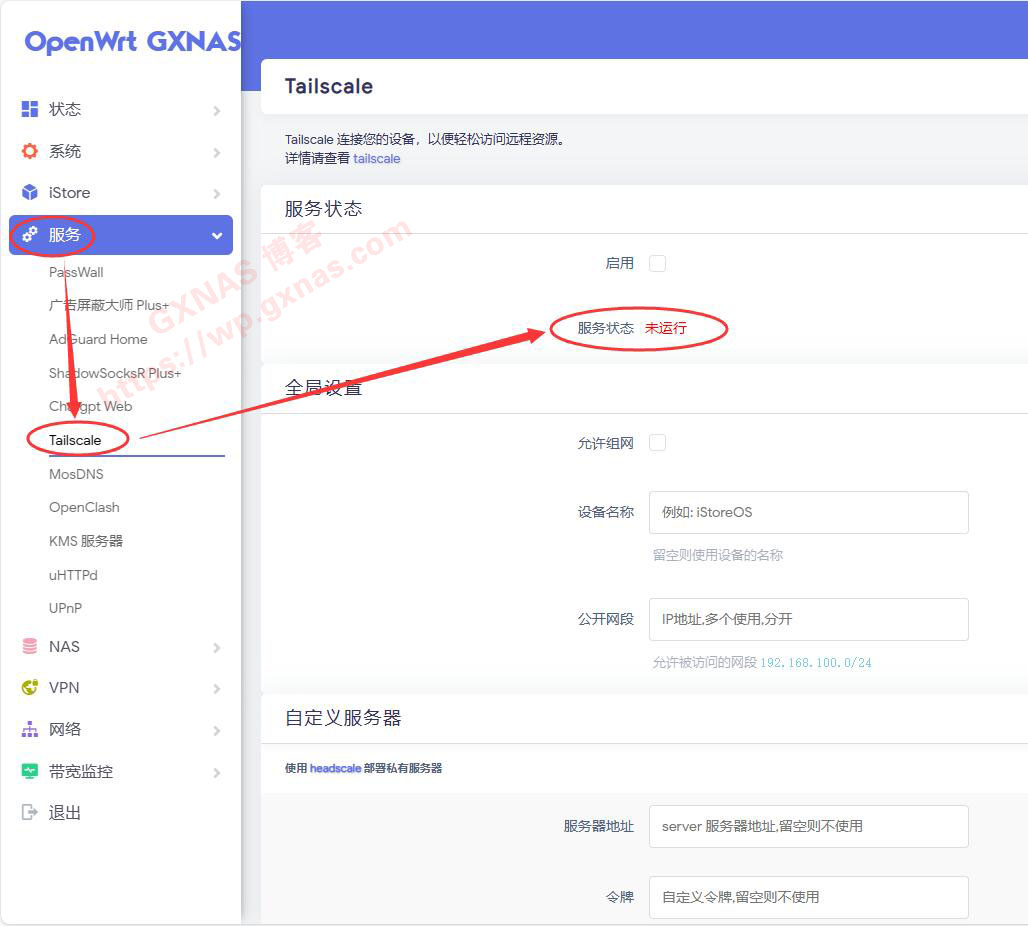 OpenWrt GXNAS
状态
系统
iStore
服务
PassWall
广告屏蔽大师 Plus+
AdGuard Home
ShadowSocksR Plus+
Chatgpt Web
Tailscale
MosDNS
OpenClash
KMS 服务器
uHTTPd
UPnP
NAS
VPN
网络
带宽监控
退出
Tailscale
Tailscale 连接您的设备，以便轻松访问远程资源。
详情请查看 tailscale
服务状态
启用
服务状态 未运行
全局设置
允许组网
设备名称 例如: iStoreOS
留空则使用设备的名称
公开网段 IP地址,多个使用,分开
允许被访问的网段 192.168.100.0/24
自定义服务器
使用 headscale 部署私有服务器
服务器地址 server 服务器地址,留空则不使用
令牌 自定义令牌,留空则不使用
GXNAS 博客
https://wp.gxnas.com